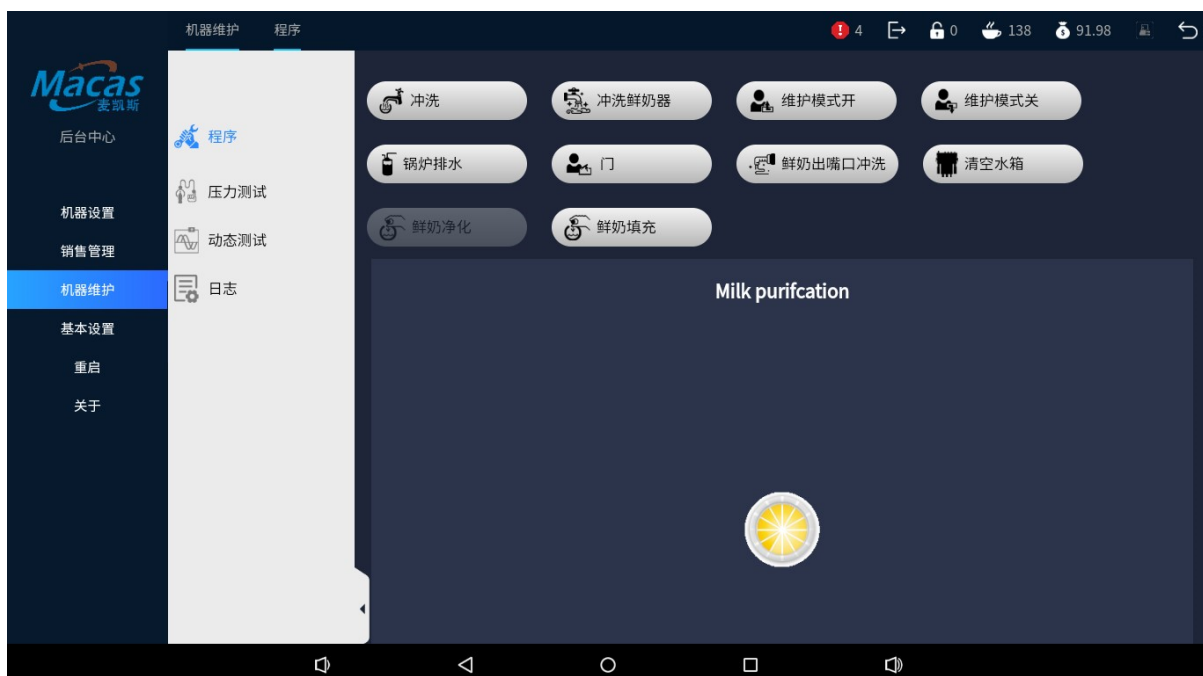 机器维护 程序 4 0 138 91.98
Macas
麦凯斯
后台中心
机器设置
销售管理
机器维护
基本设置
重启
关于
程序
压力测试
动态测试
日志
冲洗 冲洗鲜奶器 维护模式开 维护模式关
锅炉排水 门 鲜奶出嘴口冲洗 清空水箱
鲜奶净化 鲜奶填充
Milk purifcation